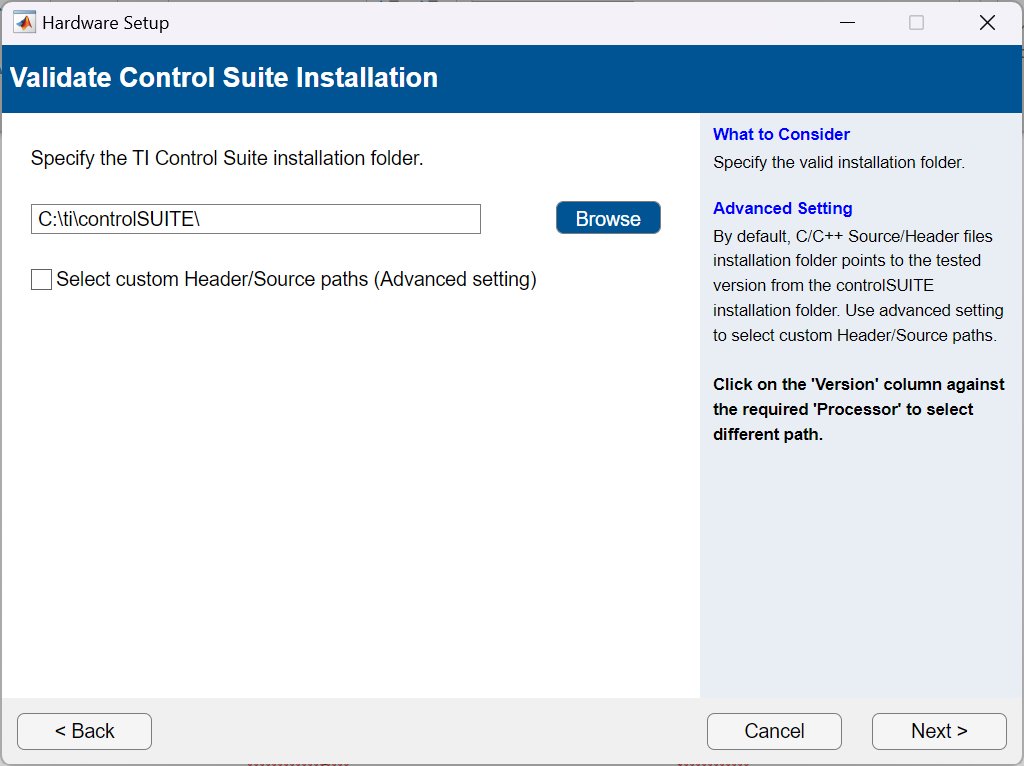 Hardware Setup
Validate Control Suite Installation
Specify the TI Control Suite installation folder.
C:\ti\controlSUITE\
Browse
Select custom Header/Source paths (Advanced setting)
What to Consider
Specify the valid installation folder.
Advanced Setting
By default, C/C++ Source/Header files
installation folder points to the tested
version from the controlSUITE
installation folder. Use advanced setting
to select custom Header/Source paths.
Click on the 'Version' column against
the required 'Processor' to select
different path.
< Back
Cancel
Next >